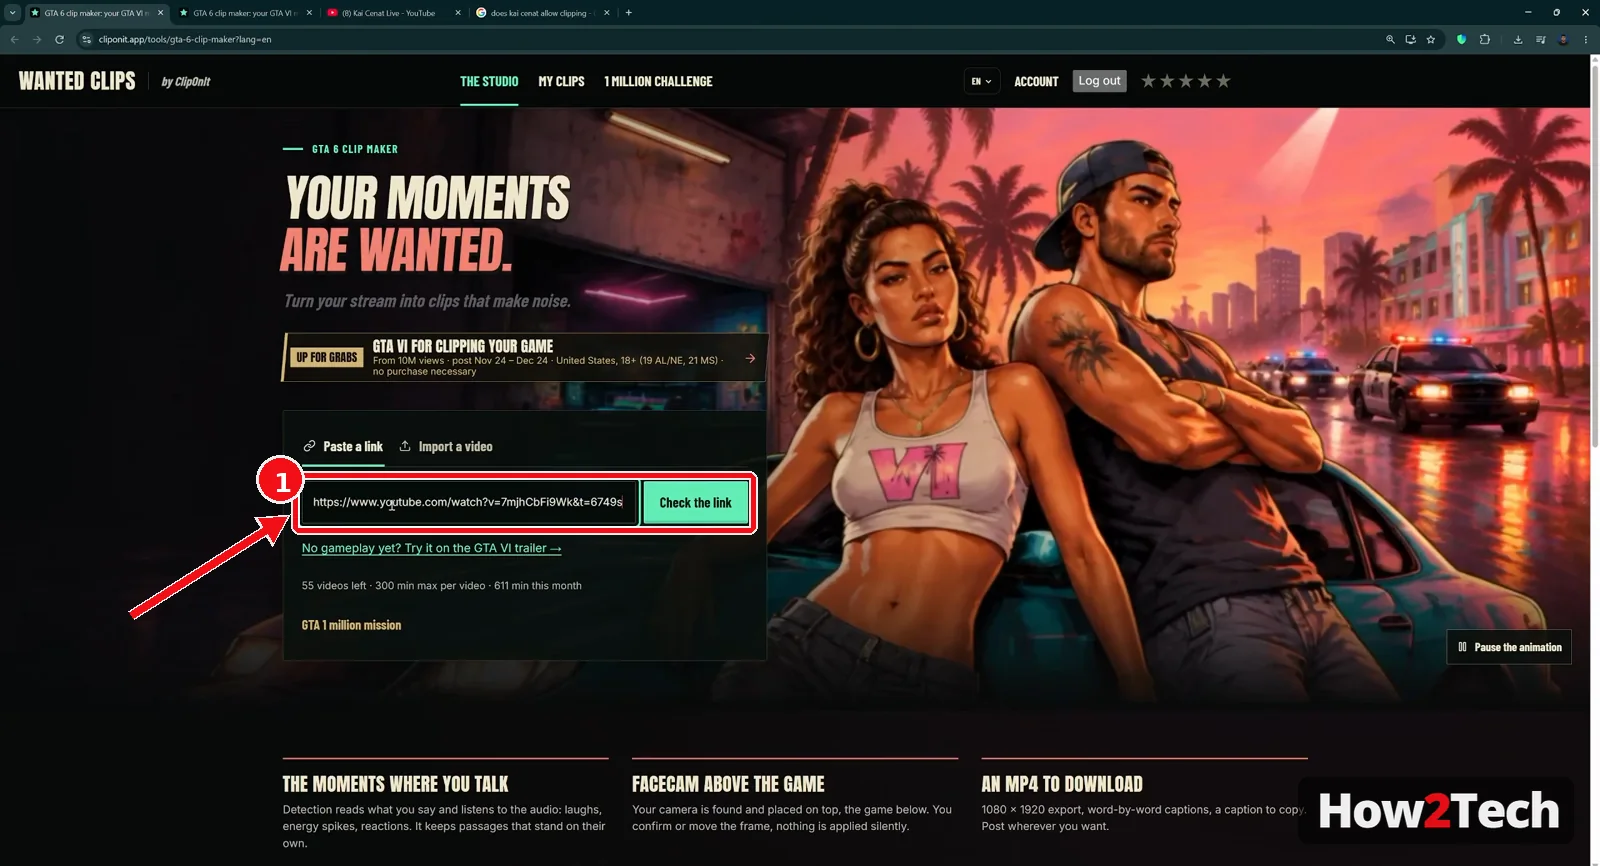 GTA 6 clip maker: your GTA VI
GTA 6 clip maker: your GTA VI
(8) Kai Cenat Live - YouTube
does kai cenat allow clipping -
cliponit.app/tools/gta-6-clip-maker?lang=en
WANTED CLIPS
by ClipOnIt
THE STUDIO
MY CLIPS
1 MILLION CHALLENGE
EN
ACCOUNT
Log out
GTA 6 CLIP MAKER
YOUR MOMENTS
ARE WANTED.
Turn your stream into clips that make noise.
UP FOR GRABS
GTA VI FOR CLIPPING YOUR GAME
From 10M views · post Nov 24 – Dec 24 · United States, 18+ (19 AL/NE, 21 MS) ·
no purchase necessary
Paste a link
Import a video
1
https://www.youtube.com/watch?v=7mjhCbFi9Wk&t=6749s
Check the link
No gameplay yet? Try it on the GTA VI trailer →
55 videos left · 300 min max per video · 611 min this month
GTA 1 million mission
VI
Pause the animation
THE MOMENTS WHERE YOU TALK
Detection reads what you say and listens to the audio: laughs,
energy spikes, reactions. It keeps passages that stand on their
own.
FACECAM ABOVE THE GAME
Your camera is found and placed on top, the game below. You
confirm or move the frame, nothing is applied silently.
AN MP4 TO DOWNLOAD
1080 × 1920 export, word-by-word captions, a caption to copy.
Post wherever you want.
How2Tech